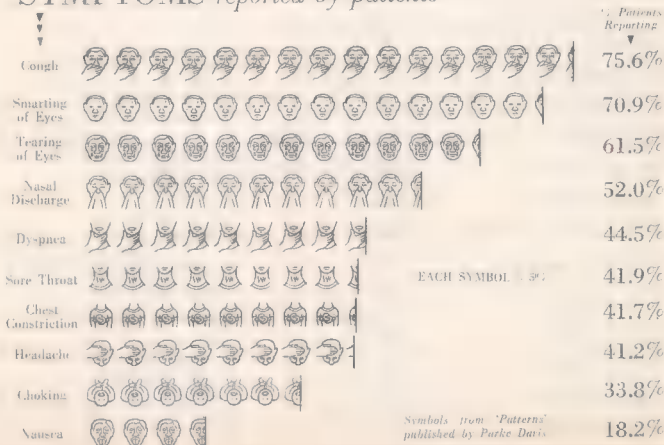 SYMPTOMS reported by patients
% Patients
Reporting
Cough 75.6%
Smarting
of Eyes 70.9%
Tearing
of Eyes 61.5%
Nasal
Discharge 52.0%
Dyspnea 44.5%
Sore Throat 41.9%
EACH SYMBOL = 5%
Chest
Constriction 41.7%
Headache 41.2%
Choking 33.8%
Nausea 18.2%
Symbols from 'Patterns'
published by Parke Davis